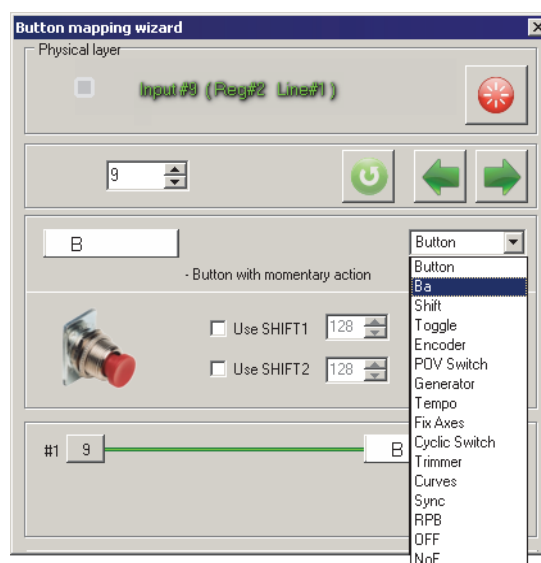 Button mapping wizard
Physical layer
Input#9 (Reg#2 Line#1)
9
B
Button
- Button with momentary action
Button
Ba
Shift
Toggle
Encoder
POV Switch
Generator
Tempo
Fix Axes
Cyclic Switch
Trimmer
Curves
Sync
RPB
OFF
NoE
Use SHIFT1 128
Use SHIFT2 128
#1 9 B